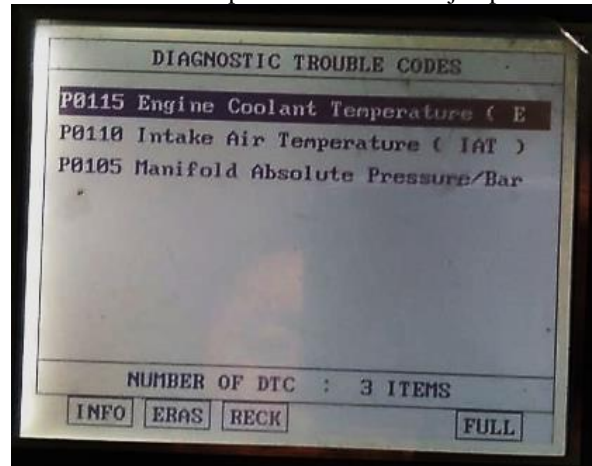 DIAGNOSTIC TROUBLE CODES
P0115 Engine Coolant Temperature ( E
P0110 Intake Air Temperature ( IAT )
P0105 Manifold Absolute Pressure/Bar
NUMBER OF DTC : 3 ITEMS
INFO ERAS RECK FULL